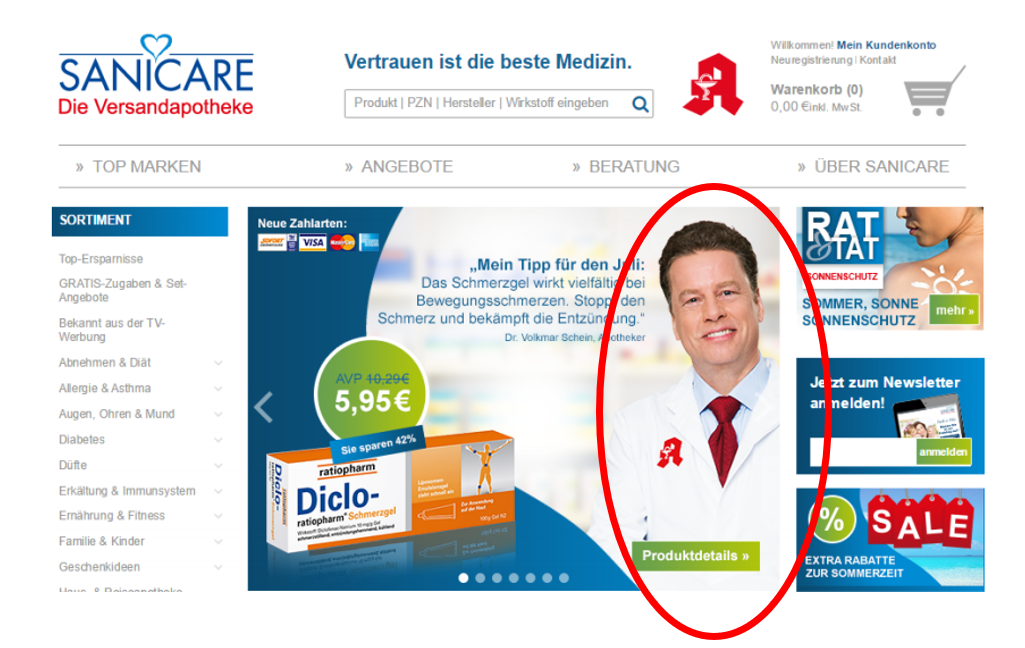 SANICARE
Die Versandapotheke
Vertrauen ist die beste Medizin.
Produkt | PZN | Hersteller | Wirkstoff eingeben
Willkommen! Mein Kundenkonto
Neuregistrierung | Kontakt
Warenkorb (0)
0,00 € inkl. MwSt.
» TOP MARKEN
» ANGEBOTE
» BERATUNG
» ÜBER SANICARE
SORTIMENT
Top-Ersparnisse
GRATIS-Zugaben & Set-
Angebote
Bekannt aus der TV-
Werbung
Abnehmen & Diät
Allergie & Asthma
Augen, Ohren & Mund
Diabetes
Düfte
Erkältung & Immunsystem
Ernährung & Fitness
Familie & Kinder
Geschenkideen
Haus- & Reiseapotheke
Neue Zahlarten:
SOFORT
VISA
MasterCard
„Mein Tipp für den Juli:
Das Schmerzgel wirkt vielfältig bei
Bewegungsschmerzen. Stoppt den
Schmerz und bekämpft die Entzündung."
Dr. Volkmar Schein, Apotheker
AVP 10,29€
5,95€
Sie sparen 42%
ratiopharm
Diclo-
ratiopharm® Schmerzgel
Diclo-
Produktdetails »
RAT
& TAT
SONNENSCHUTZ
SOMMER, SONNE
SONNENSCHUTZ
mehr »
Jetzt zum Newsletter
anmelden!
anmelden
%
SALE
EXTRA RABATTE
ZUR SOMMERZEIT